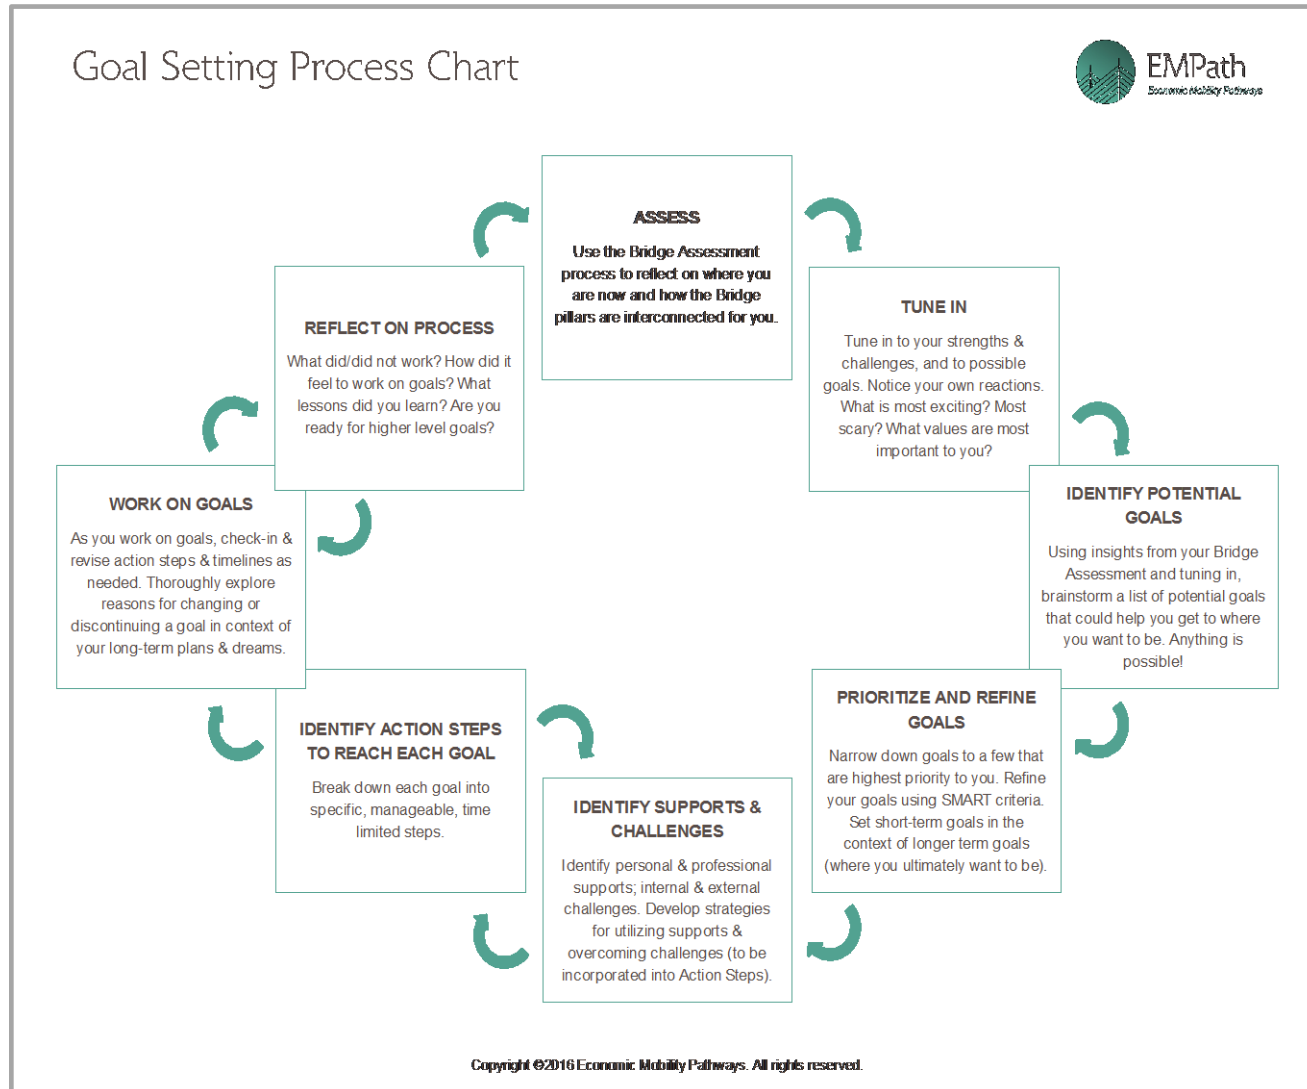 Goal Setting Process Chart
EMPath
Economic Mobility Pathways
ASSESS
Use the Bridge Assessment
process to reflect on where you
are now and how the Bridge
pillars are interconnected for you.
TUNE IN
Tune in to your strengths &
challenges, and to possible
goals. Notice your own reactions.
What is most exciting? Most
scary? What values are most
important to you?
IDENTIFY POTENTIAL
GOALS
Using insights from your Bridge
Assessment and tuning in,
brainstorm a list of potential goals
that could help you get to where
you want to be. Anything is
possible!
PRIORITIZE AND REFINE
GOALS
Narrow down goals to a few that
are highest priority to you. Refine
your goals using SMART criteria.
Set short-term goals in the
context of longer term goals
(where you ultimately want to be).
IDENTIFY SUPPORTS &
CHALLENGES
Identify personal & professional
supports; internal & external
challenges. Develop strategies
for utilizing supports &
overcoming challenges (to be
incorporated into Action Steps).
IDENTIFY ACTION STEPS
TO REACH EACH GOAL
Break down each goal into
specific, manageable, time
limited steps.
WORK ON GOALS
As you work on goals, check-in &
revise action steps & timelines as
needed. Thoroughly explore
reasons for changing or
discontinuing a goal in context of
your long-term plans & dreams.
REFLECT ON PROCESS
What did/did not work? How did it
feel to work on goals? What
lessons did you learn? Are you
ready for higher level goals?
Copyright ©2016 Economic Mobility Pathways. All rights reserved.